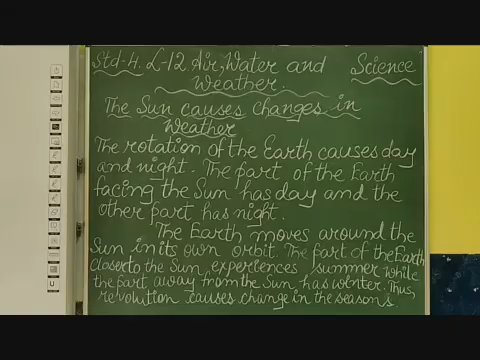 Std-4. L-12. Air, Water and Science
Weather.
The Sun causes changes in
Weather
The rotation of the Earth causes day
and night. The part of the Earth
facing the Sun has day and the
other part has night.
The Earth moves around the
Sun in its own orbit. The part of the Earth
closer to the Sun experiences summer while
the part away from the Sun has winter. Thus,
revolution causes change in the seasons.